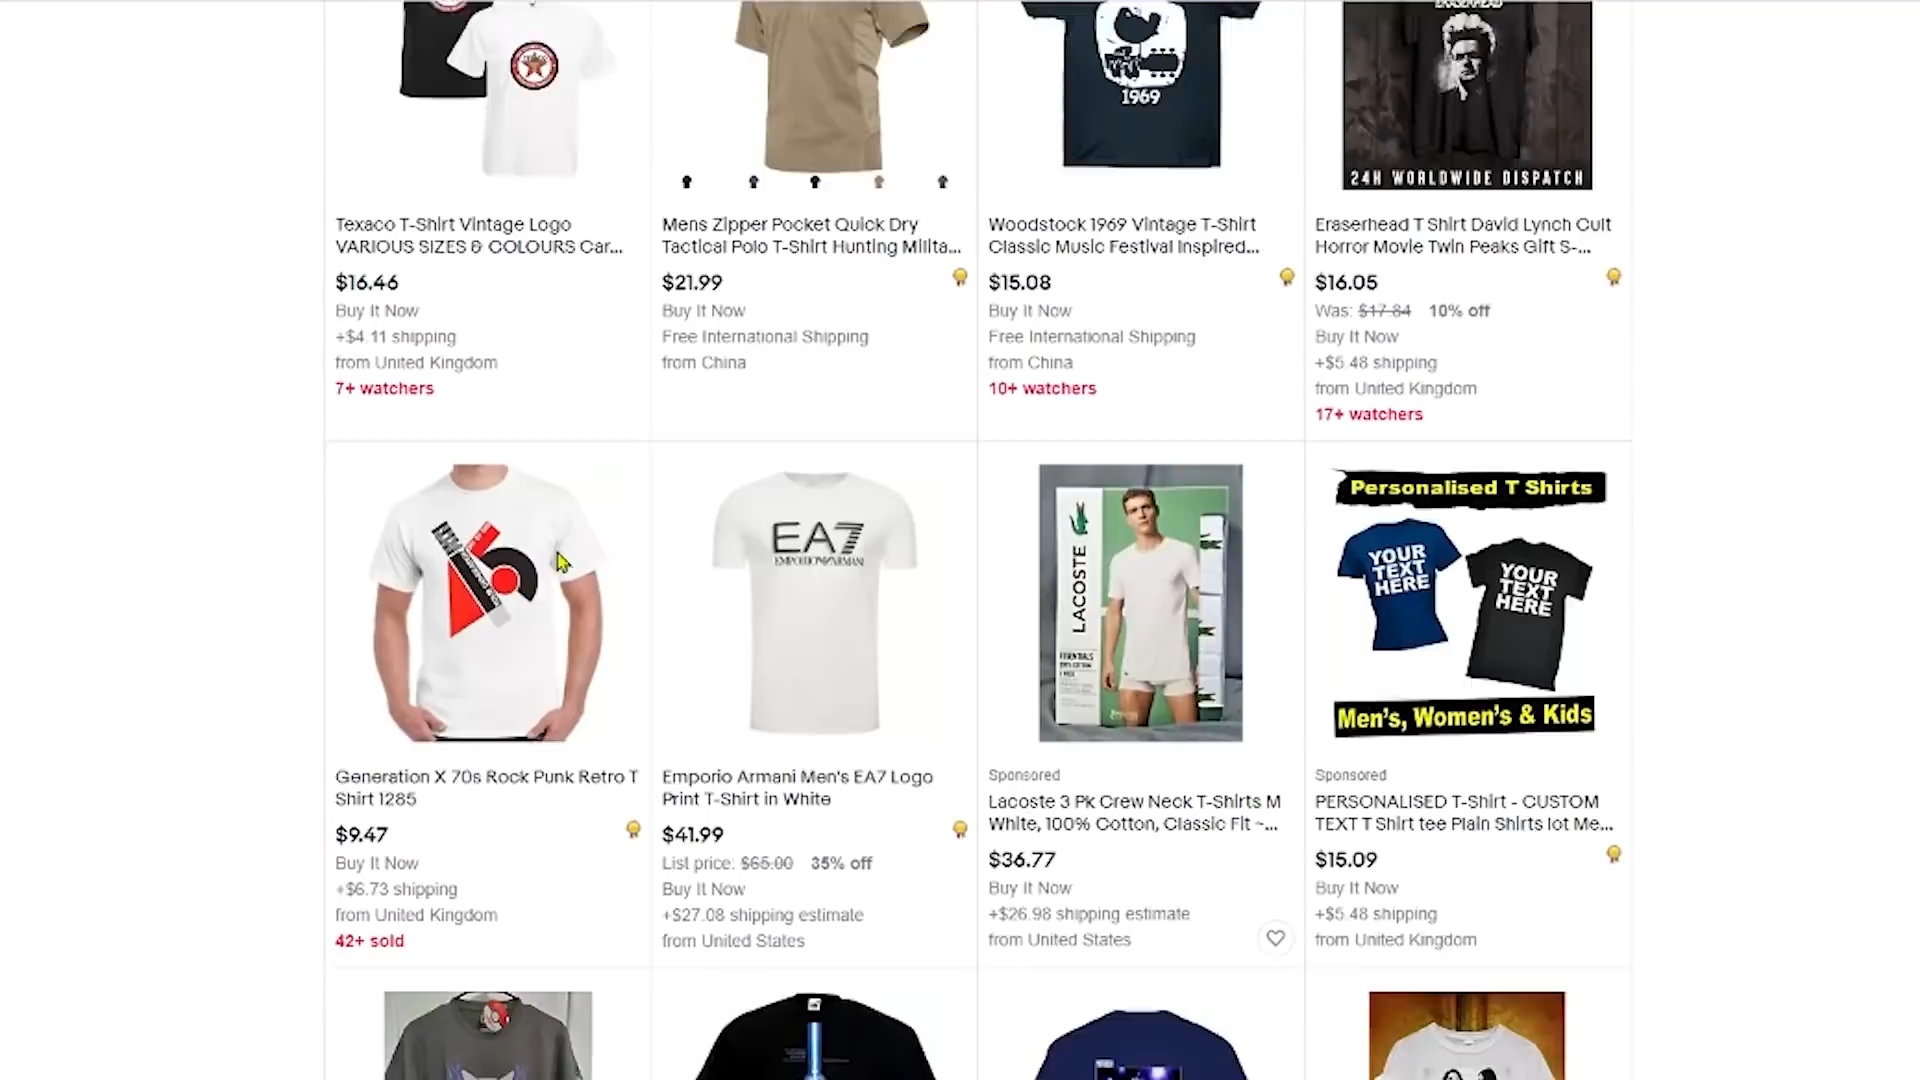 ERASERHEAD
1969
24H WORLDWIDE DISPATCH
Texaco T-Shirt Vintage Logo
VARIOUS SIZES & COLOURS Car...
$16.46
Buy It Now
+$4.11 shipping
from United Kingdom
7+ watchers
Mens Zipper Pocket Quick Dry
Tactical Polo T-Shirt Hunting Milita...
$21.99
Buy It Now
Free International Shipping
from China
Woodstock 1969 Vintage T-Shirt
Classic Music Festival Inspired...
$15.08
Buy It Now
Free International Shipping
from China
10+ watchers
Eraserhead T Shirt David Lynch Cult
Horror Movie Twin Peaks Gift S-...
$16.05
Was: $17.84 10% off
Buy It Now
+$5.48 shipping
from United Kingdom
17+ watchers
EA7
EMPORIO ARMANI
LACOSTE
ESSENTIALS
Personalised T Shirts
YOUR
TEXT
HERE
YOUR
TEXT
HERE
Men's, Women's & Kids
Generation X 70s Rock Punk Retro T
Shirt 1285
$9.47
Buy It Now
+$6.73 shipping
from United Kingdom
42+ sold
Emporio Armani Men's EA7 Logo
Print T-Shirt in White
$41.99
List price: $65.00 35% off
Buy It Now
+$27.08 shipping estimate
from United States
Sponsored
Lacoste 3 Pk Crew Neck T-Shirts M
White, 100% Cotton, Classic Fit ~...
$36.77
Buy It Now
+$26.98 shipping estimate
from United States
Sponsored
PERSONALISED T-Shirt - CUSTOM
TEXT T Shirt tee Plain Shirts lot Me...
$15.09
Buy It Now
+$5.48 shipping
from United Kingdom